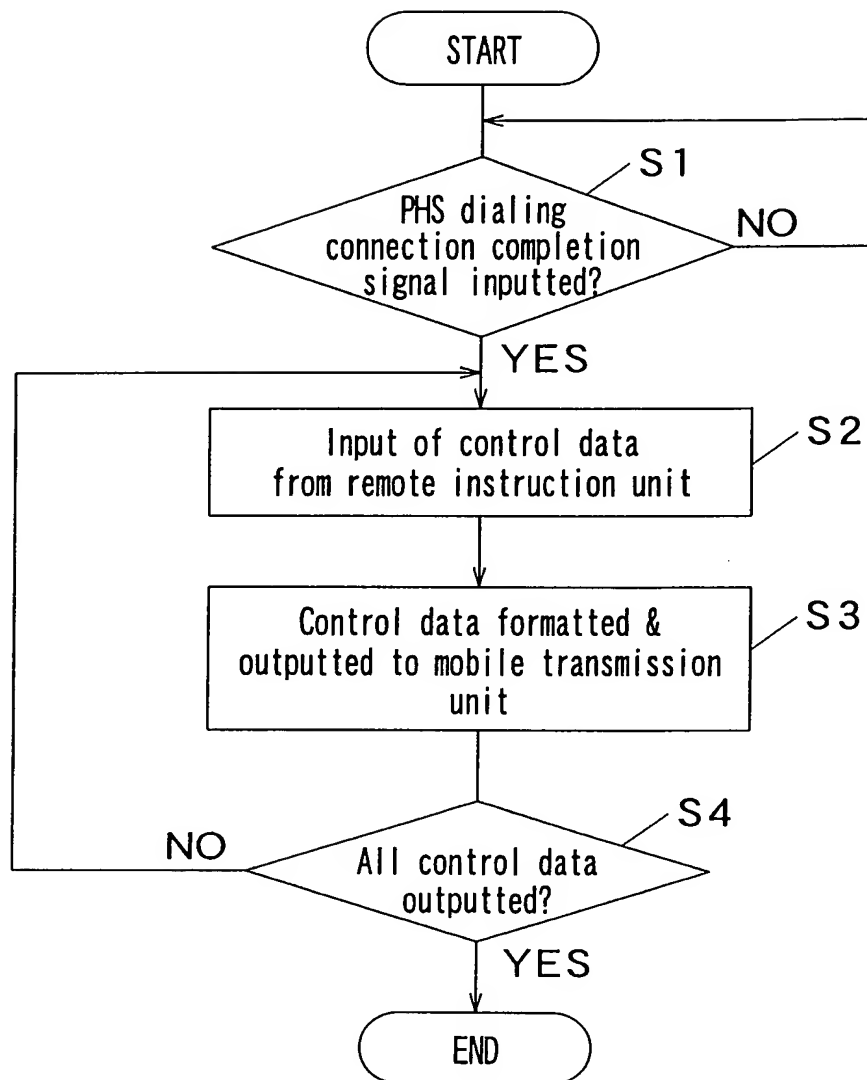 START
S1
PHS dialing
connection completion
signal inputted?
NO
YES
Input of control data
from remote instruction unit
S2
Control data formatted &
outputted to mobile transmission
unit
S3
All control data
outputted?
S4
NO
YES
END